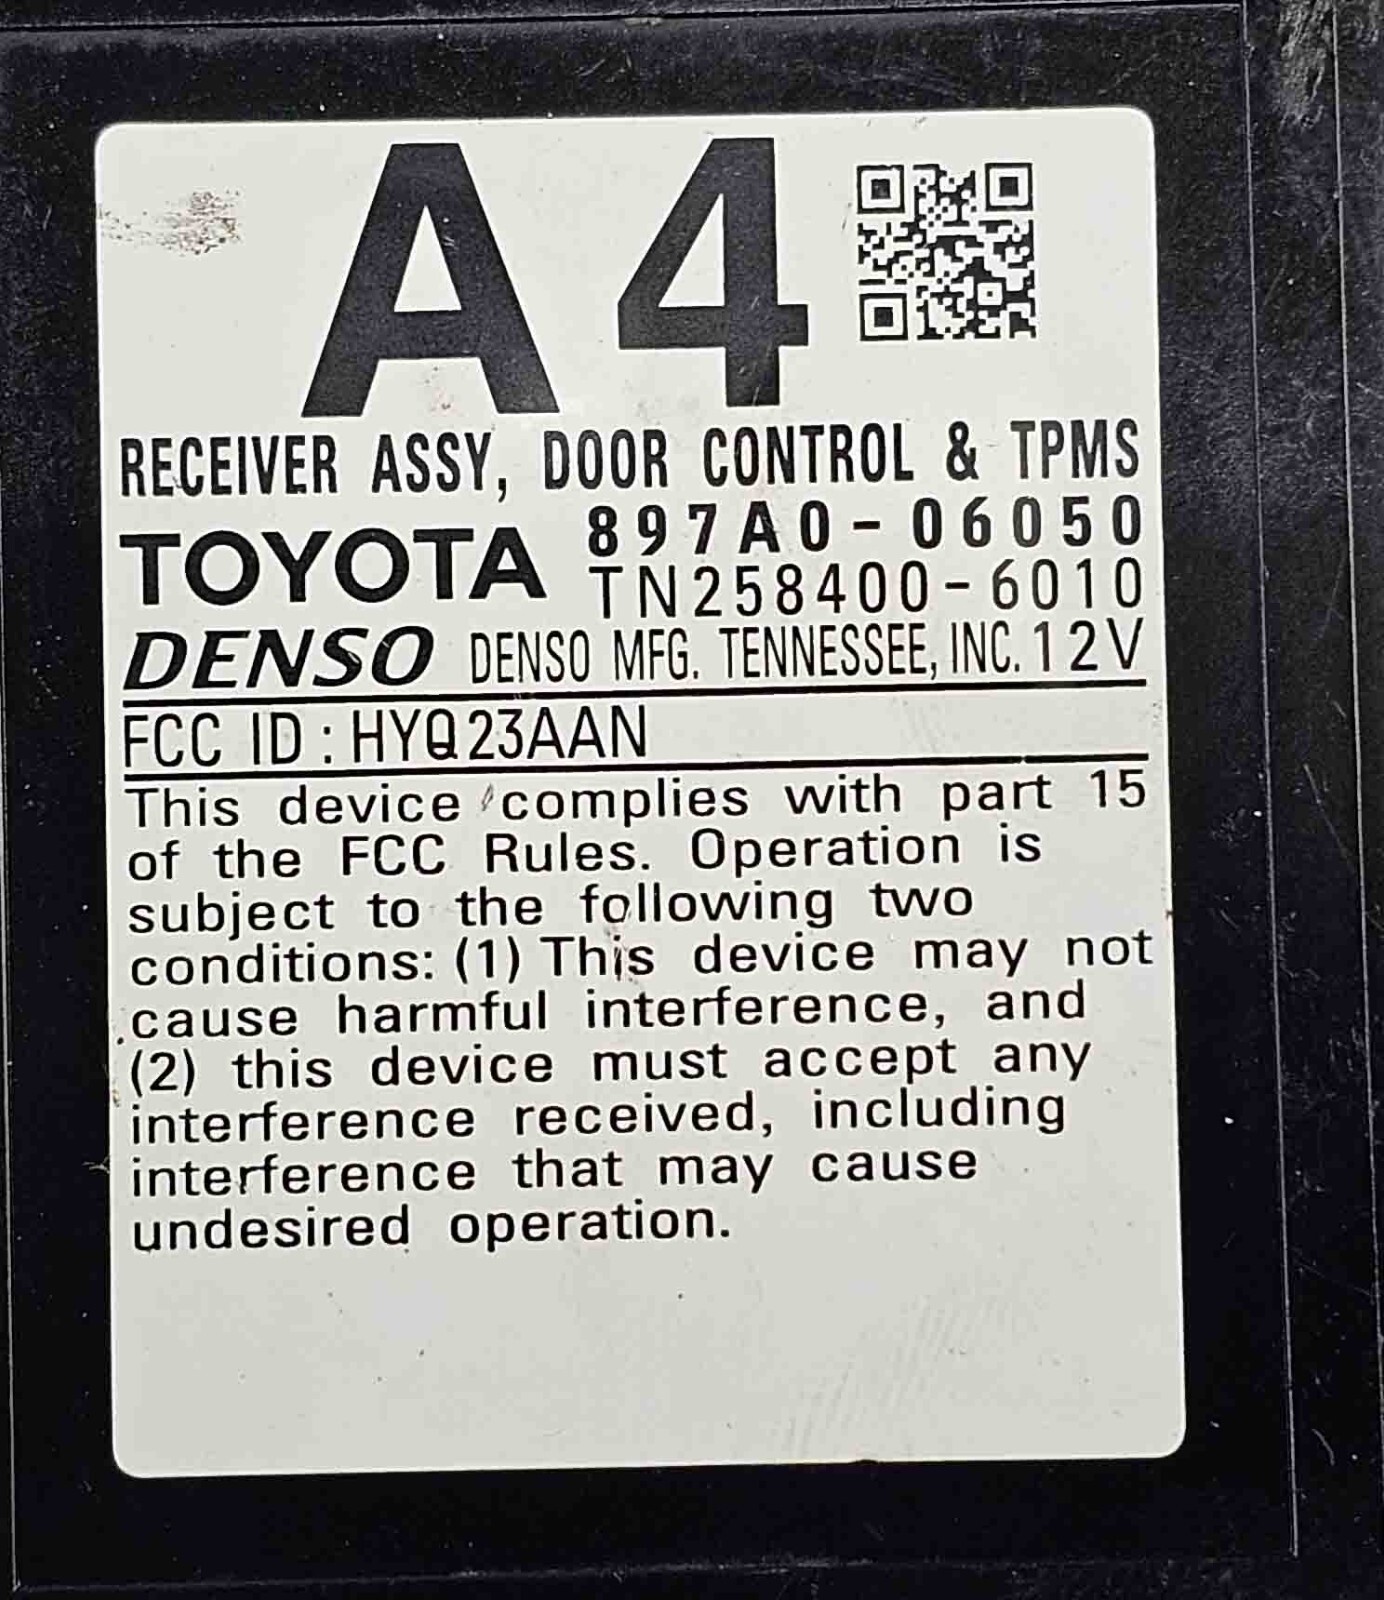 A4
RECEIVER ASSY, DOOR CONTROL & TPMS
TOYOTA 897A0-06050
TN258400-6010
DENSO DENSO MFG. TENNESSEE, INC. 12V
FCC ID : HYQ23AAN
This device complies with part 15
of the FCC Rules. Operation is
subject to the following two
conditions: (1) This device may not
cause harmful interference, and
(2) this device must accept any
interference received, including
interference that may cause
undesired operation.